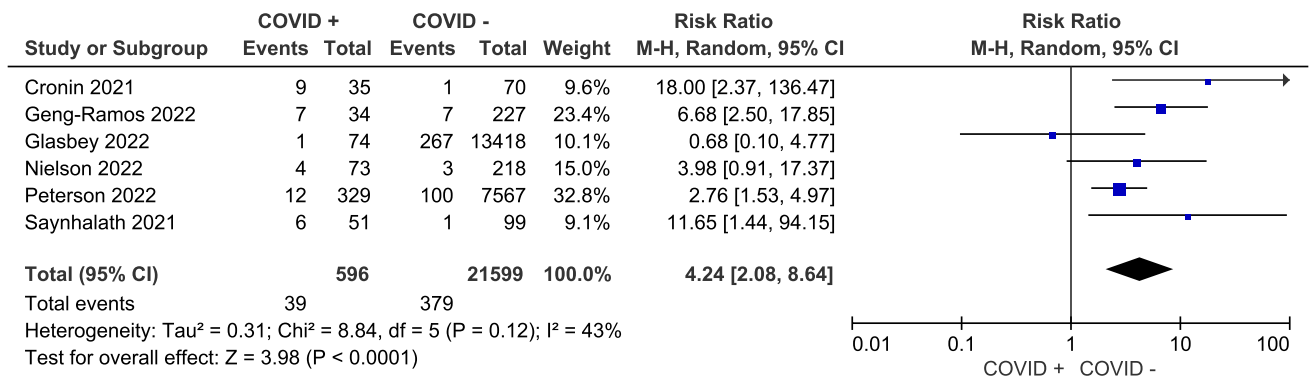 COVID + COVID - Risk Ratio Risk Ratio
Study or Subgroup Events Total Events Total Weight M-H, Random, 95% CI M-H, Random, 95% CI
Cronin 2021 9 35 1 70 9.6% 18.00 [2.37, 136.47]
Geng-Ramos 2022 7 34 7 227 23.4% 6.68 [2.50, 17.85]
Glasbey 2022 1 74 267 13418 10.1% 0.68 [0.10, 4.77]
Nielson 2022 4 73 3 218 15.0% 3.98 [0.91, 17.37]
Peterson 2022 12 329 100 7567 32.8% 2.76 [1.53, 4.97]
Saynhalath 2021 6 51 1 99 9.1% 11.65 [1.44, 94.15]
Total (95% CI) 596 21599 100.0% 4.24 [2.08, 8.64]
Total events 39 379
Heterogeneity: Tau² = 0.31; Chi² = 8.84, df = 5 (P = 0.12); I² = 43%
Test for overall effect: Z = 3.98 (P < 0.0001)
0.01 0.1 1 10 100
COVID + COVID -